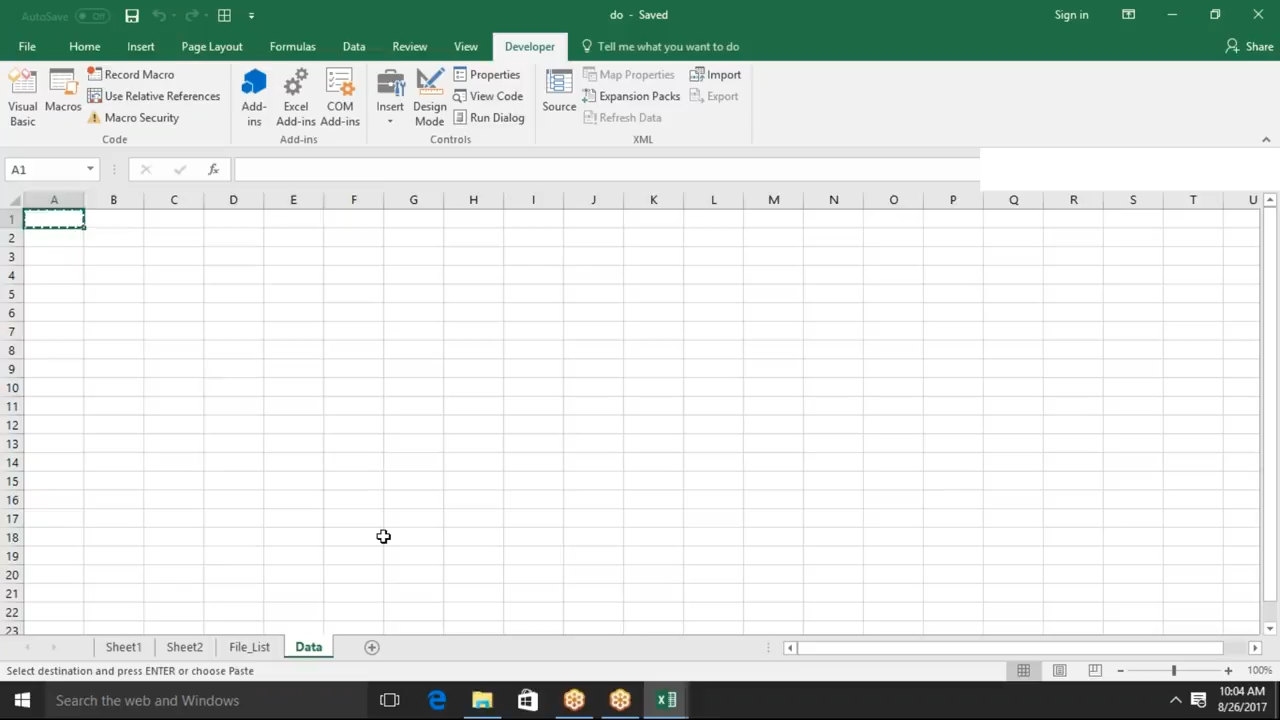 AutoSave Off
do - Saved
Sign in
File Home Insert Page Layout Formulas Data Review View Developer Tell me what you want to do Share
Visual Basic
Macros
Record Macro
Use Relative References
Macro Security
Code
Add-ins
Excel Add-ins
COM Add-ins
Add-ins
Insert
Design Mode
Properties
View Code
Run Dialog
Controls
Source
Map Properties
Expansion Packs
Refresh Data
Import
Export
XML
A1
fx
A B C D E F G H I J K L M N O P Q R S T U
1
2
3
4
5
6
7
8
9
10
11
12
13
14
15
16
17
18
19
20
21
22
23
Sheet1 Sheet2 File_List Data
Select destination and press ENTER or choose Paste
100%
Search the web and Windows
10:04 AM
8/26/2017